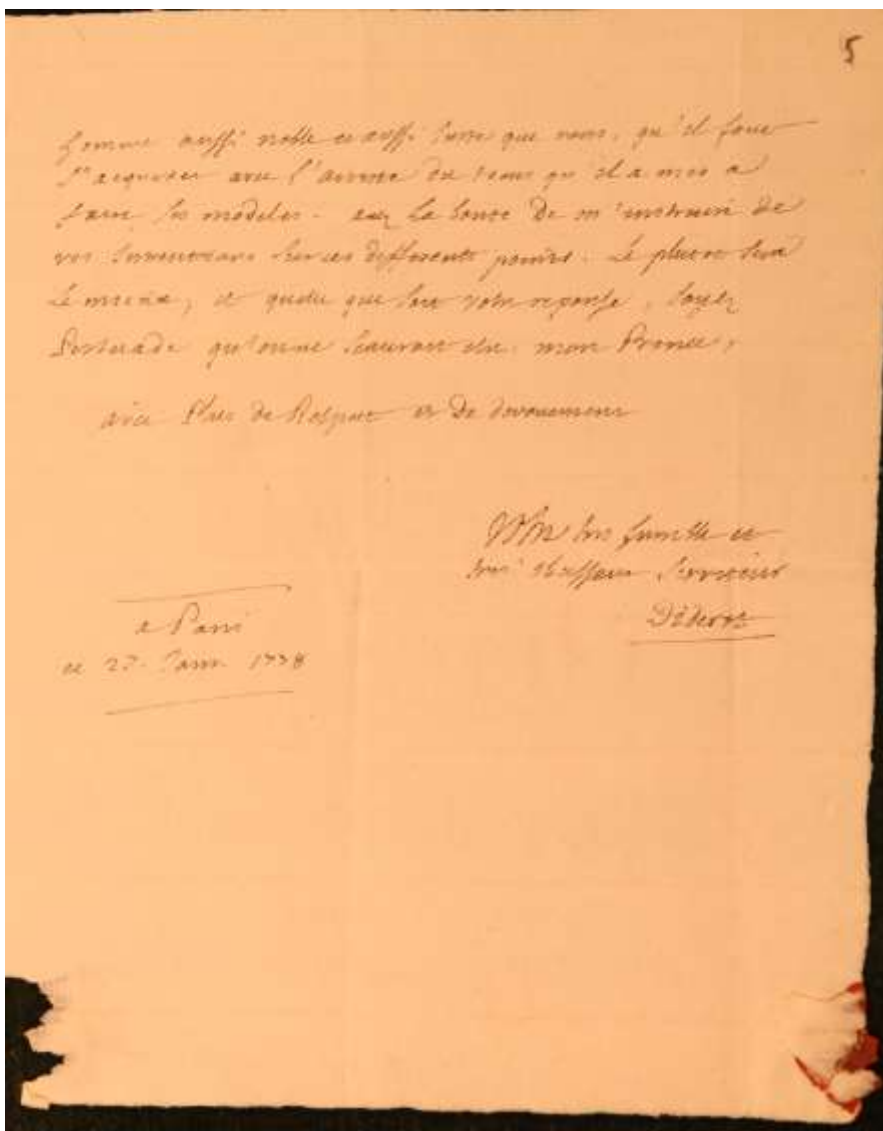 5
homme aussi noble et aussi juste que vous, qu'il faut
s'acquiter avec l'artiste du tems qu'il a mis a
faire les modeles. ayez la bonté de m'instruire de
vos intentions sur ces differents points. Le plutot sera
Le mieux, et quelle que soit votre reponse, soyez
persuadé qu'on ne sauroit etre, mon Prince,
avec Plus de Respect et De devouement
Votre tres humble et
tres obeissant serviteur
Diderot
a Paris
ce 27. Janv. 1778